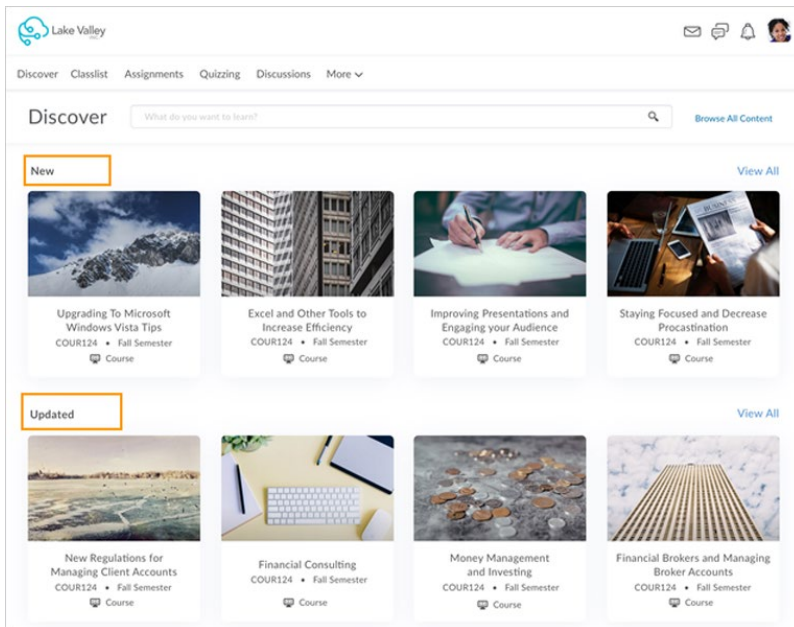 Lake Valley
Discover Classlist Assignments Quizzing Discussions More
Discover
What do you want to learn?
Browse All Content
New
View All
Upgrading To Microsoft
Windows Vista Tips
COUR124 • Fall Semester
Course
Excel and Other Tools to
Increase Efficiency
COUR124 • Fall Semester
Course
Improving Presentations and
Engaging your Audience
COUR124 • Fall Semester
Course
Staying Focused and Decrease
Procastination
COUR124 • Fall Semester
Course
Updated
View All
New Regulations for
Managing Client Accounts
COUR124 • Fall Semester
Course
Financial Consulting
COUR124 • Fall Semester
Course
Money Management
and Investing
COUR124 • Fall Semester
Course
Financial Brokers and Managing
Broker Accounts
COUR124 • Fall Semester
Course